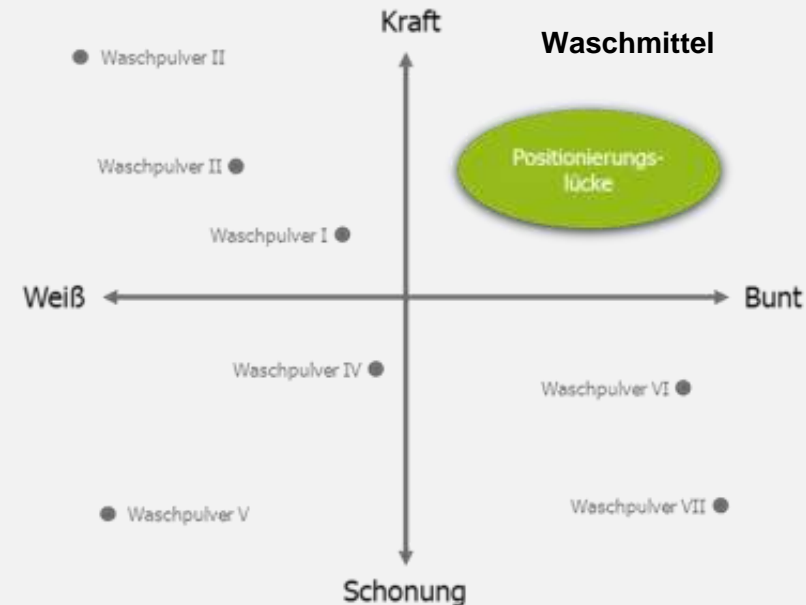 Kraft
Waschmittel
Waschpulver II
Positionierungs-
lücke
Waschpulver II
Waschpulver I
Weiß
Bunt
Waschpulver IV
Waschpulver VI
Waschpulver V
Waschpulver VII
Schonung